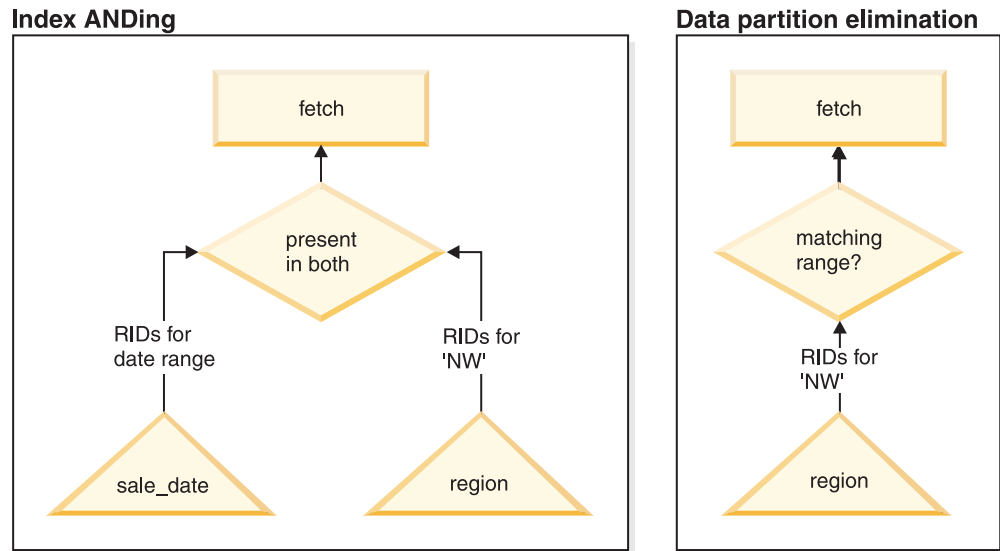 Index ANDing
fetch
present
in both
RIDs for
date range
RIDs for
'NW'
sale_date
region
Data partition elimination
fetch
matching
range?
RIDs for
'NW'
region